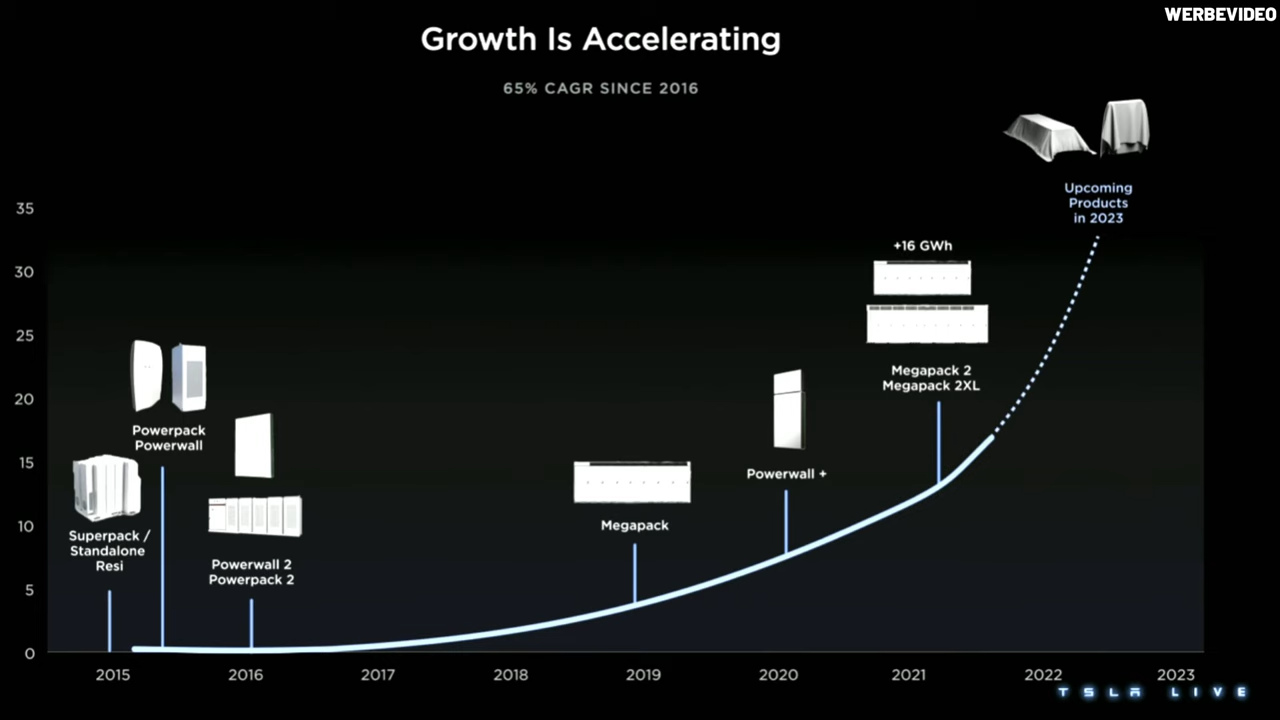 WERBEVIDEO
Growth Is Accelerating
65% CAGR SINCE 2016
Upcoming
Products
in 2023
35
+16 GWh
30
25
Megapack 2
Megapack 2XL
20
Powerpack
Powerwall
15
Powerwall +
10
Megapack
Superpack /
Standalone
Resi
Powerwall 2
Powerpack 2
5
0
2015 2016 2017 2018 2019 2020 2021 2022 2023
TSLA LIVE